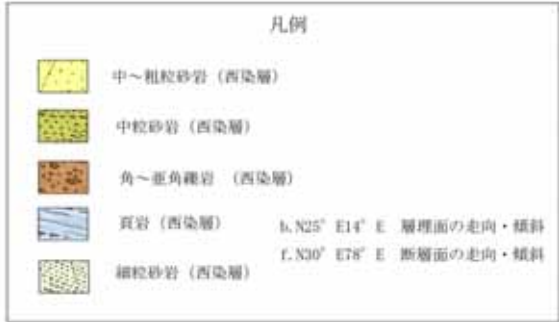 凡例
中～粗粒砂岩（西染層）
中粒砂岩（西染層）
角～亜角礫岩　（西染層）
頁岩（西染層）
b.N25°E14°E　層理面の走向・傾斜
f.N30°E78°E　断層面の走向・傾斜
細粒砂岩（西染層）